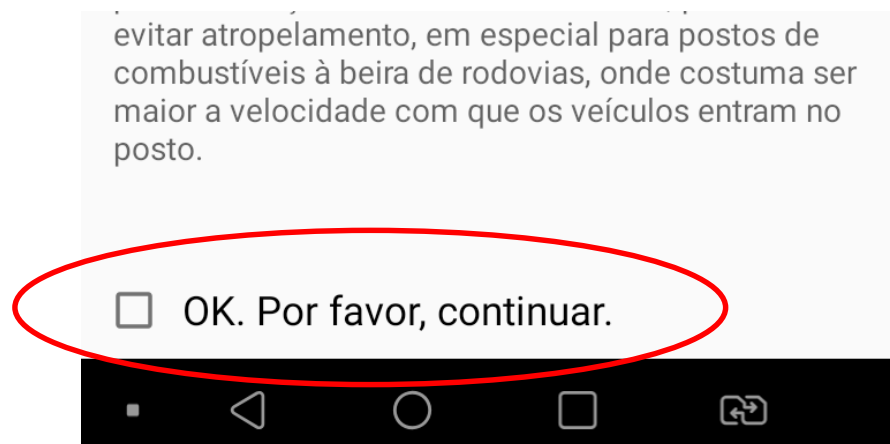 evitar atropelamento, em especial para postos de
combustíveis à beira de rodovias, onde costuma ser
maior a velocidade com que os veículos entram no
posto.
OK. Por favor, continuar.